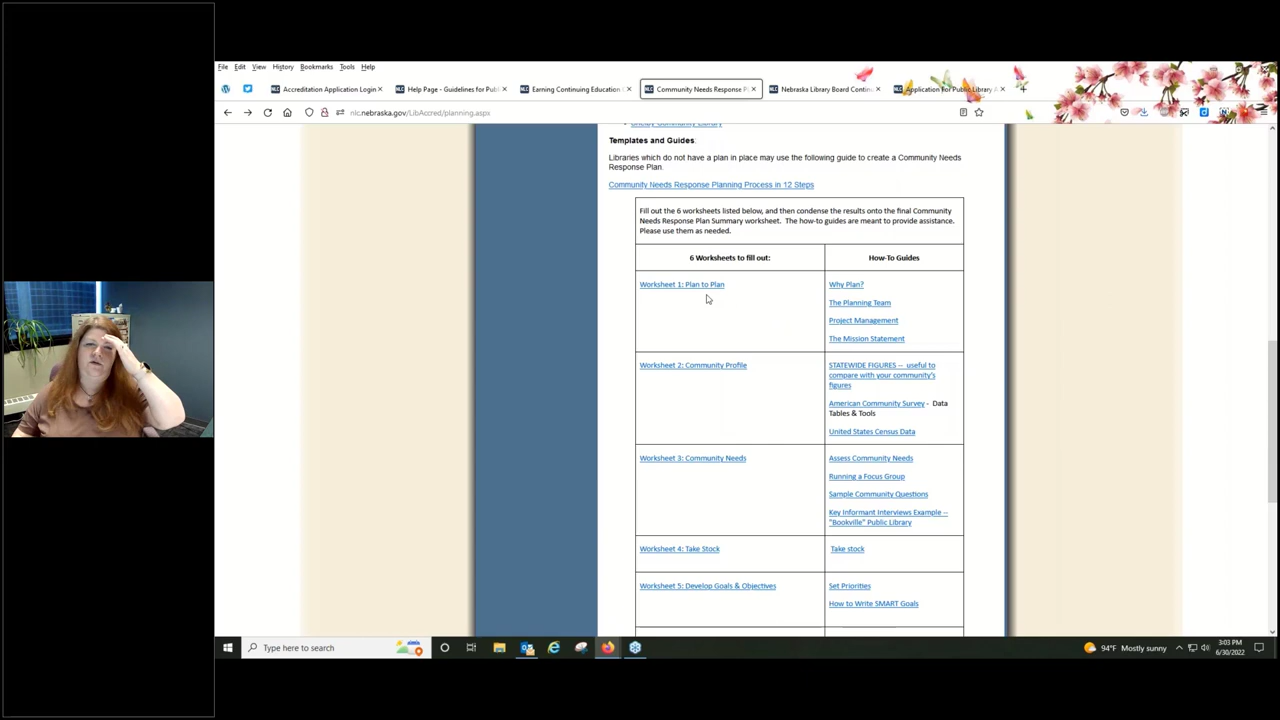 File Edit View History Bookmarks Tools Help
Accreditation Application Login
Help Page - Guidelines for Publ
Earning Continuing Education
Community Needs Response P
Nebraska Library Board Contin
Application For Public Library A
nlc.nebraska.gov/LibAccred/planning.aspx
Shelby Community Library
Templates and Guides:
Libraries which do not have a plan in place may use the following guide to create a Community Needs
Response Plan.
Community Needs Response Planning Process in 12 Steps
Fill out the 6 worksheets listed below, and then condense the results onto the final Community
Needs Response Plan Summary worksheet. The how-to guides are meant to provide assistance.
Please use them as needed.
6 Worksheets to fill out:
How-To Guides
Worksheet 1: Plan to Plan
Why Plan?
The Planning Team
Project Management
The Mission Statement
Worksheet 2: Community Profile
STATEWIDE FIGURES -- useful to
compare with your community's
figures
American Community Survey - Data
Tables & Tools
United States Census Data
Worksheet 3: Community Needs
Assess Community Needs
Running a Focus Group
Sample Community Questions
Key Informant Interviews Example --
"Bookville" Public Library
Worksheet 4: Take Stock
Take stock
Worksheet 5: Develop Goals & Objectives
Set Priorities
How to Write SMART Goals
Type here to search
94°F Mostly sunny
3:03 PM
6/30/2022